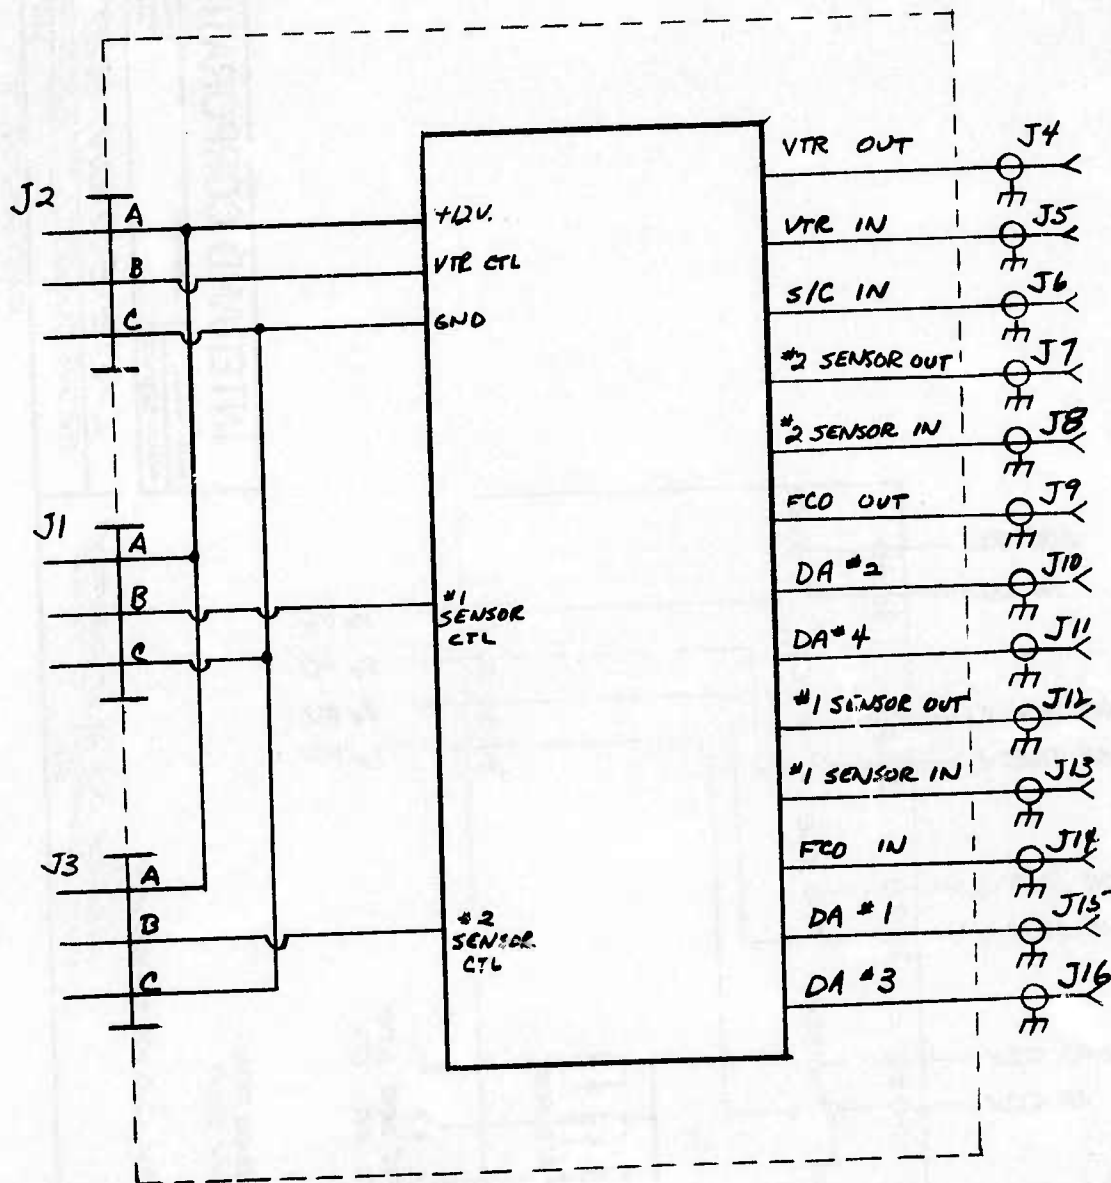 J2
A
B
C
+12V.
VTR CTL
GND
J1
A
B
C
#1
SENSOR
CTL
J3
A
B
C
#2
SENSOR
CTL
VTR OUT
J4
VTR IN
J5
S/C IN
J6
#2 SENSOR OUT
J7
#2 SENSOR IN
J8
FCO OUT
J9
DA #2
J10
DA #4
J11
#1 SENSOR OUT
J12
#1 SENSOR IN
J13
FCO IN
J14
DA #1
J15
DA #3
J16